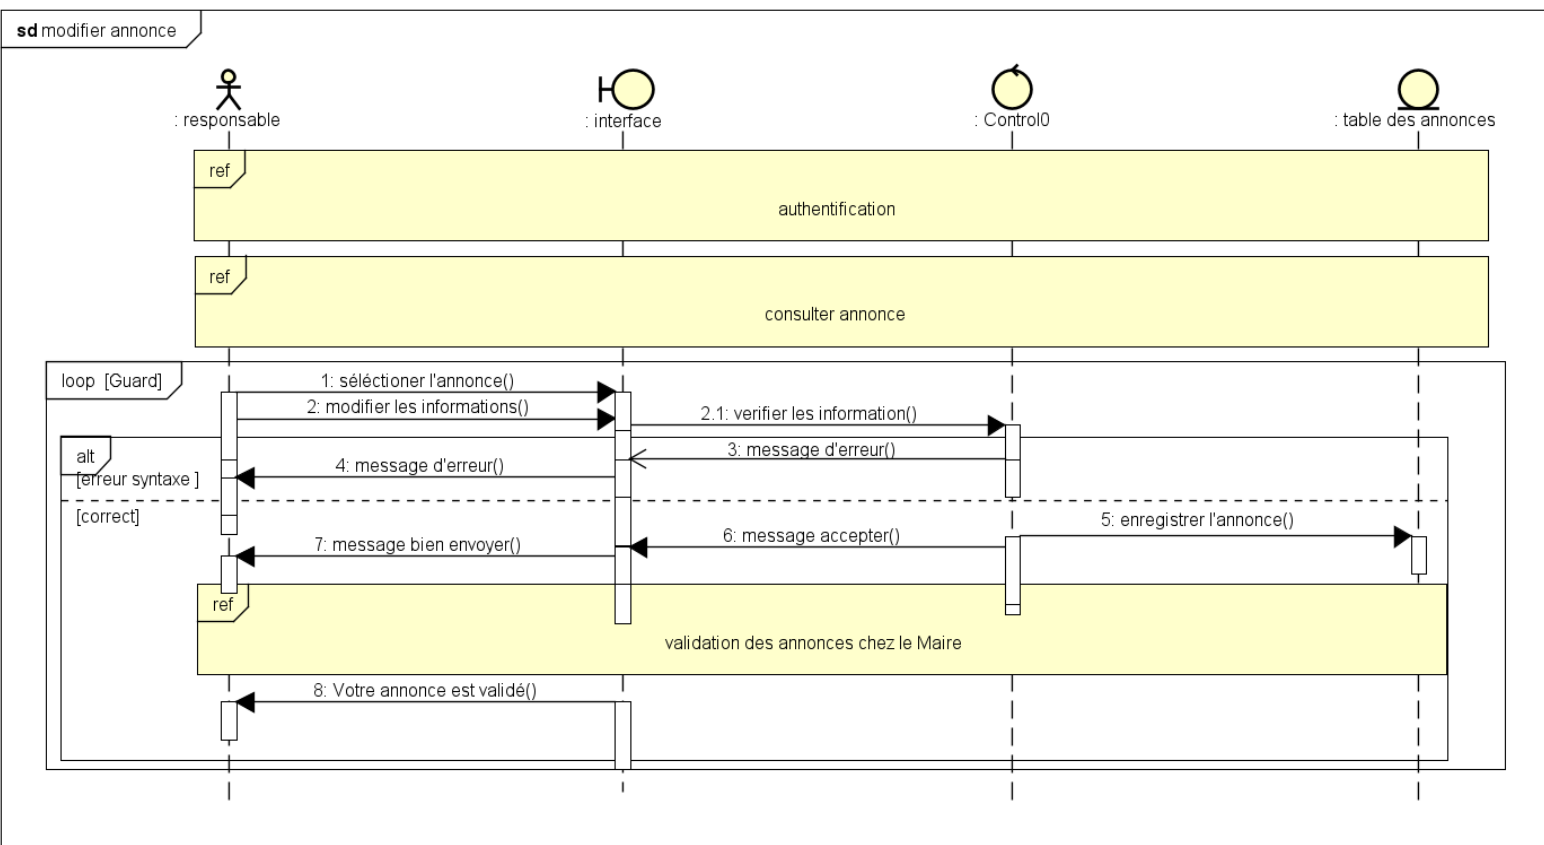 sd modifier annonce
: responsable
: interface
: Control0
: table des annonces
ref
authentification
ref
consulter annonce
loop [Guard]
1: séléctioner l'annonce()
2: modifier les informations()
2.1: verifier les information()
alt
3: message d'erreur()
4: message d'erreur()
[erreur syntaxe ]
[correct]
5: enregistrer l'annonce()
6: message accepter()
7: message bien envoyer()
ref
validation des annonces chez le Maire
8: Votre annonce est validé()